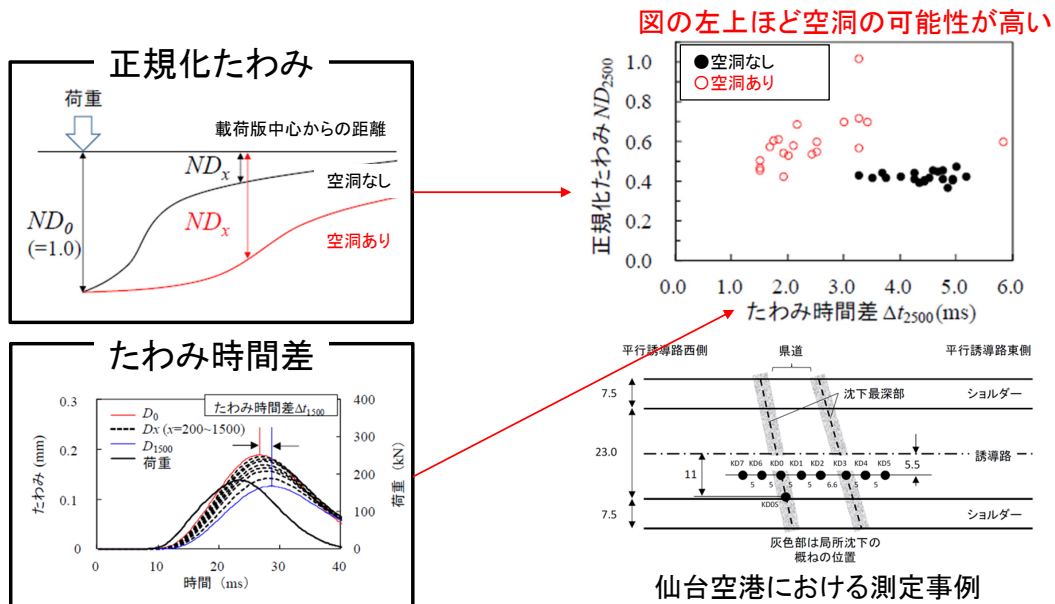 図の左上ほど空洞の可能性が高い
正規化たわみ
荷重
載荷版中心からの距離
NDx
空洞なし
NDx
ND0
(=1.0)
空洞あり
たわみ時間差
たわみ時間差Δt1500
D0
Dx (x=200~1500)
D1500
荷重
たわみ (mm)
0.3
0.2
0.1
0
荷重 (kN)
400
300
200
100
0
0 10 20 30 40
時間 (ms)
●空洞なし
○空洞あり
正規化たわみ ND2500
1.0
0.8
0.6
0.4
0.2
0.0
0.0 1.0 2.0 3.0 4.0 5.0 6.0
たわみ時間差 Δt2500(ms)
平行誘導路西側 県道 平行誘導路東側
7.5
沈下最深部
ショルダー
23.0
誘導路
11
KD7 KD6 KD0 KD1 KD2 KD3 KD4 KD5
5.5
5 5 5 5 6.6 5 5
KD0S
7.5
ショルダー
灰色部は局所沈下の
概ねの位置
仙台空港における測定事例